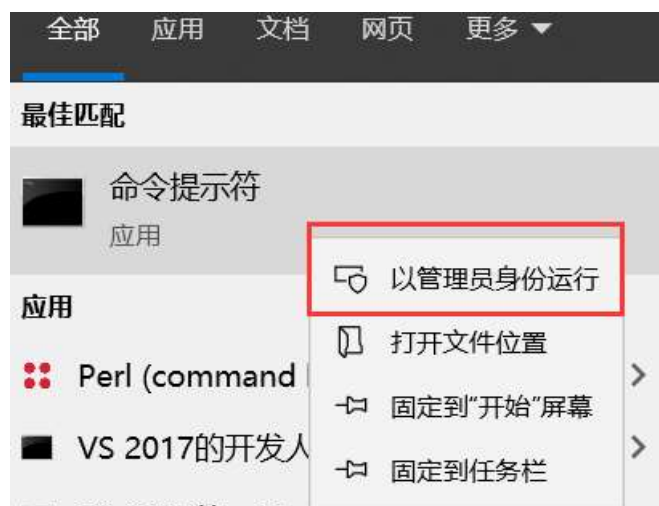 全部 应用 文档 网页 更多
最佳匹配
命令提示符
应用
以管理员身份运行
应用
打开文件位置
Perl (command
固定到"开始"屏幕
VS 2017的开发人
固定到任务栏